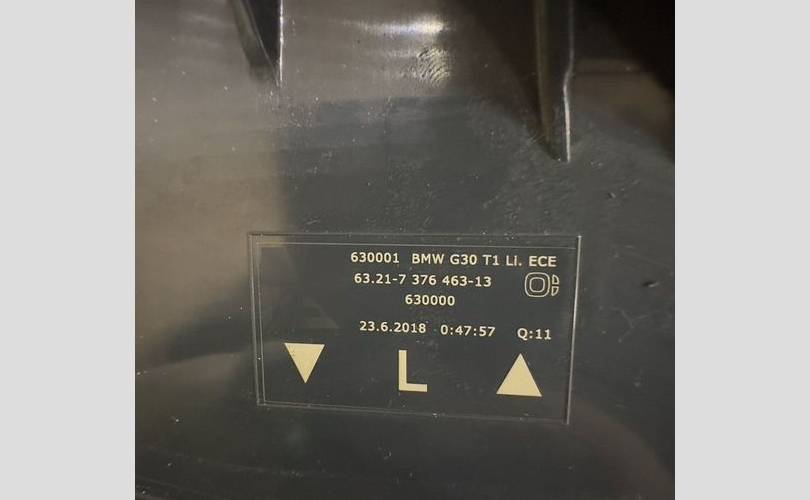 630001 BMW G30 T1 Li. ECE
63.21-7 376 463-13
630000
23.6.2018 0:47:57 Q:11
L